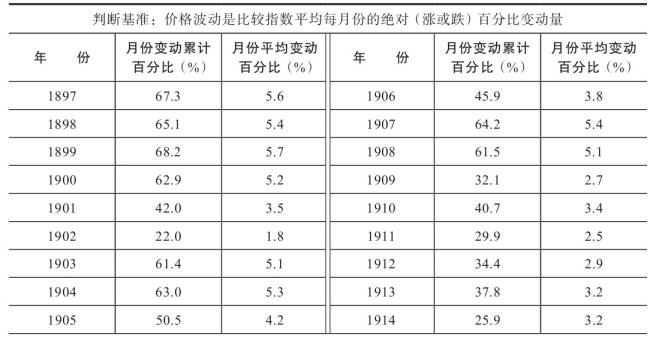 判断基准：价格波动是比较指数平均每月份的绝对（涨或跌）百分比变动量
年 份 月份变动累计百分比（%） 月份平均变动百分比（%） 年 份 月份变动累计百分比（%） 月份平均变动百分比（%）
1897 67.3 5.6 1906 45.9 3.8
1898 65.1 5.4 1907 64.2 5.4
1899 68.2 5.7 1908 61.5 5.1
1900 62.9 5.2 1909 32.1 2.7
1901 42.0 3.5 1910 40.7 3.4
1902 22.0 1.8 1911 29.9 2.5
1903 61.4 5.1 1912 34.4 2.9
1904 63.0 5.3 1913 37.8 3.2
1905 50.5 4.2 1914 25.9 3.2